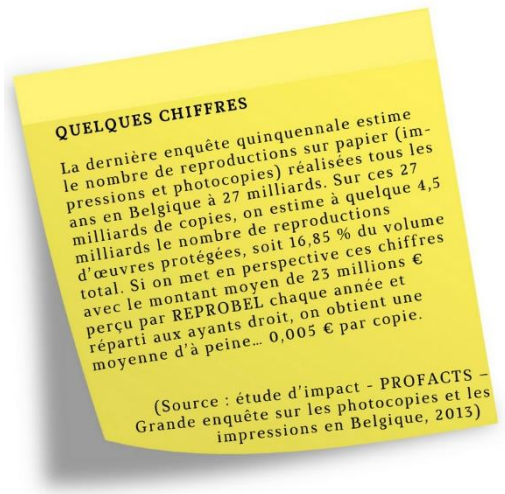 QUELQUES CHIFFRES
La dernière enquête quinquennale estime
le nombre de reproductions sur papier (im-
pressions et photocopies) réalisées tous les
ans en Belgique à 27 milliards. Sur ces 27
milliards de copies, on estime à quelque 4,5
milliards le nombre de reproductions
d’œuvres protégées, soit 16,85 % du volume
total. Si on met en perspective ces chiffres
avec le montant moyen de 23 millions €
perçu par REPROBEL chaque année et
réparti aux ayants droit, on obtient une
moyenne d’à peine… 0,005 € par copie.
(Source : étude d’impact - PROFACTS –
Grande enquête sur les photocopies et les
impressions en Belgique, 2013)